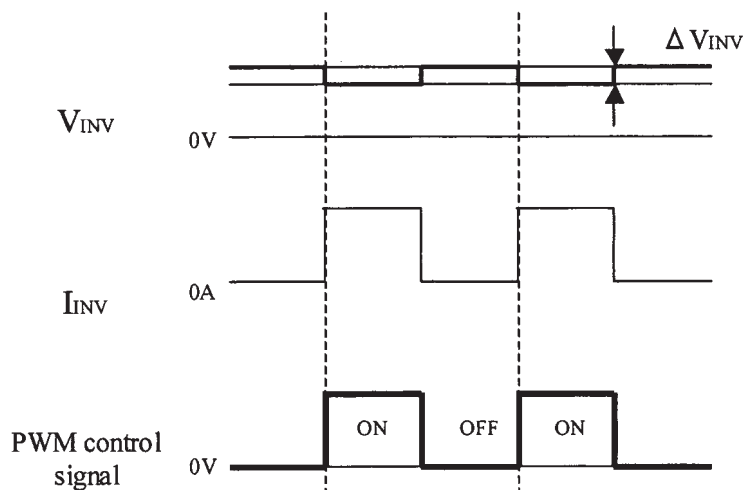 Δ VINV
VINV
0V
0A
IINV
ON
OFF
ON
PWM control
signal
0V